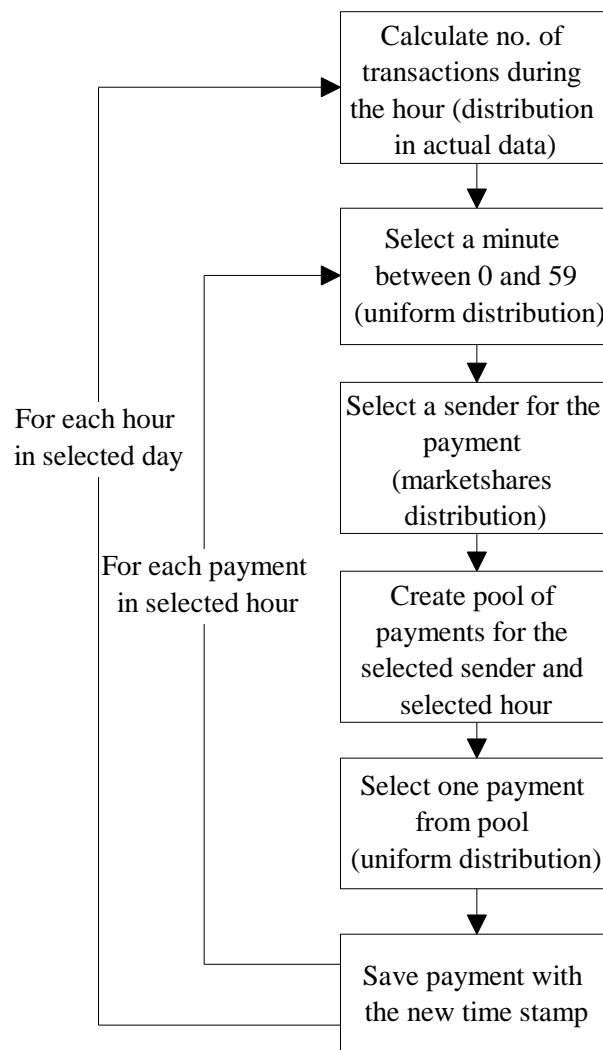 Calculate no. of
transactions during
the hour (distribution
in actual data)
Select a minute
between 0 and 59
(uniform distribution)
Select a sender for the
payment
(marketshares
distribution)
For each hour
in selected day
For each payment
in selected hour
Create pool of
payments for the
selected sender and
selected hour
Select one payment
from pool
(uniform distribution)
Save payment with
the new time stamp